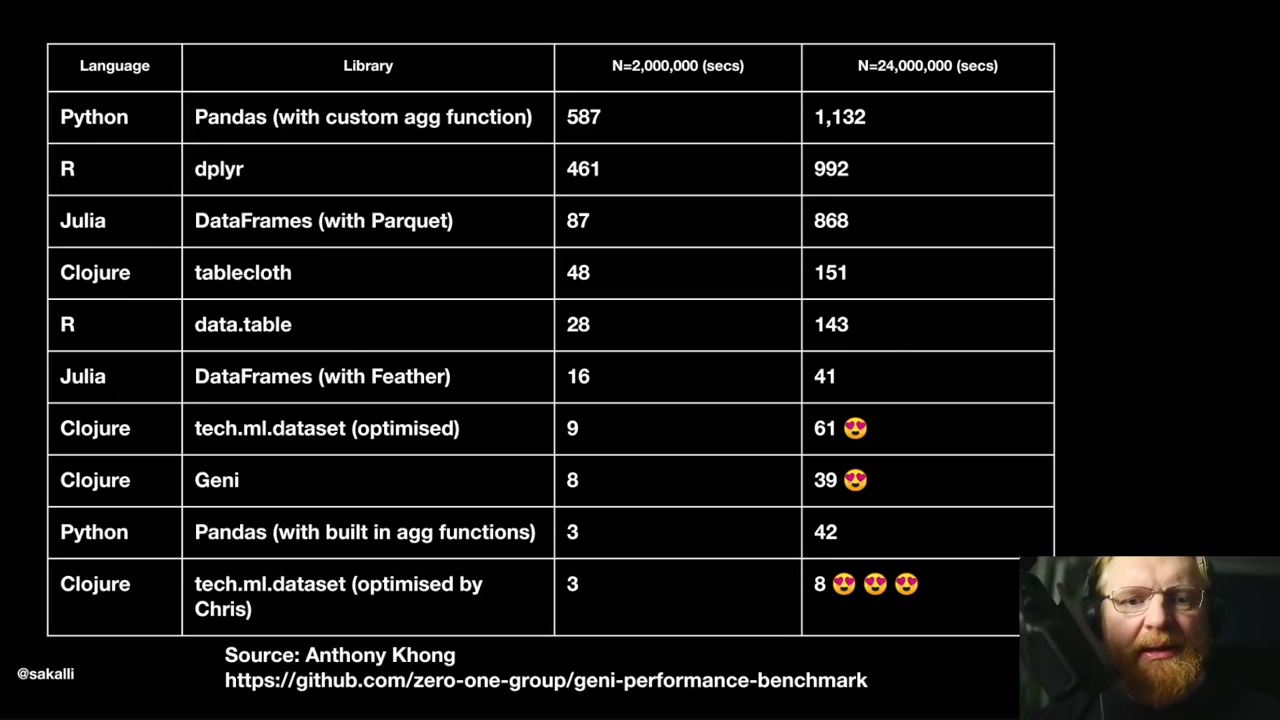 Language Library N=2,000,000 (secs) N=24,000,000 (secs)
Python Pandas (with custom agg function) 587 1,132
R dplyr 461 992
Julia DataFrames (with Parquet) 87 868
Clojure tablecloth 48 151
R data.table 28 143
Julia DataFrames (with Feather) 16 41
Clojure tech.ml.dataset (optimised) 9 61 😍
Clojure Geni 8 39 😍
Python Pandas (with built in agg functions) 3 42
Clojure tech.ml.dataset (optimised by 3 8 😍 😍 😍
Chris)
Source: Anthony Khong
@sakalli
https://github.com/zero-one-group/geni-performance-benchmark